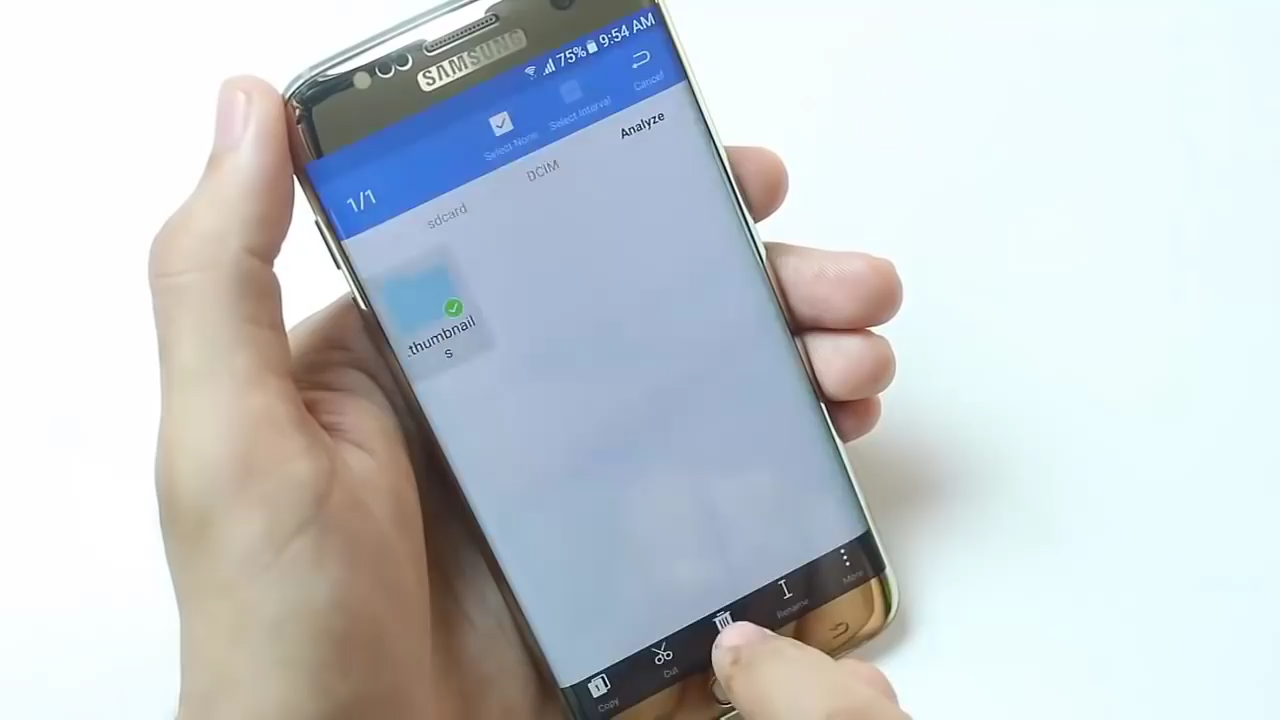 SAMSUNG
75% 9:54 AM
Select None
Select Interval
Cancel
1/1
sdcard
DCIM
Analyze
.thumbnail
s
Copy
Cut
Rename
More